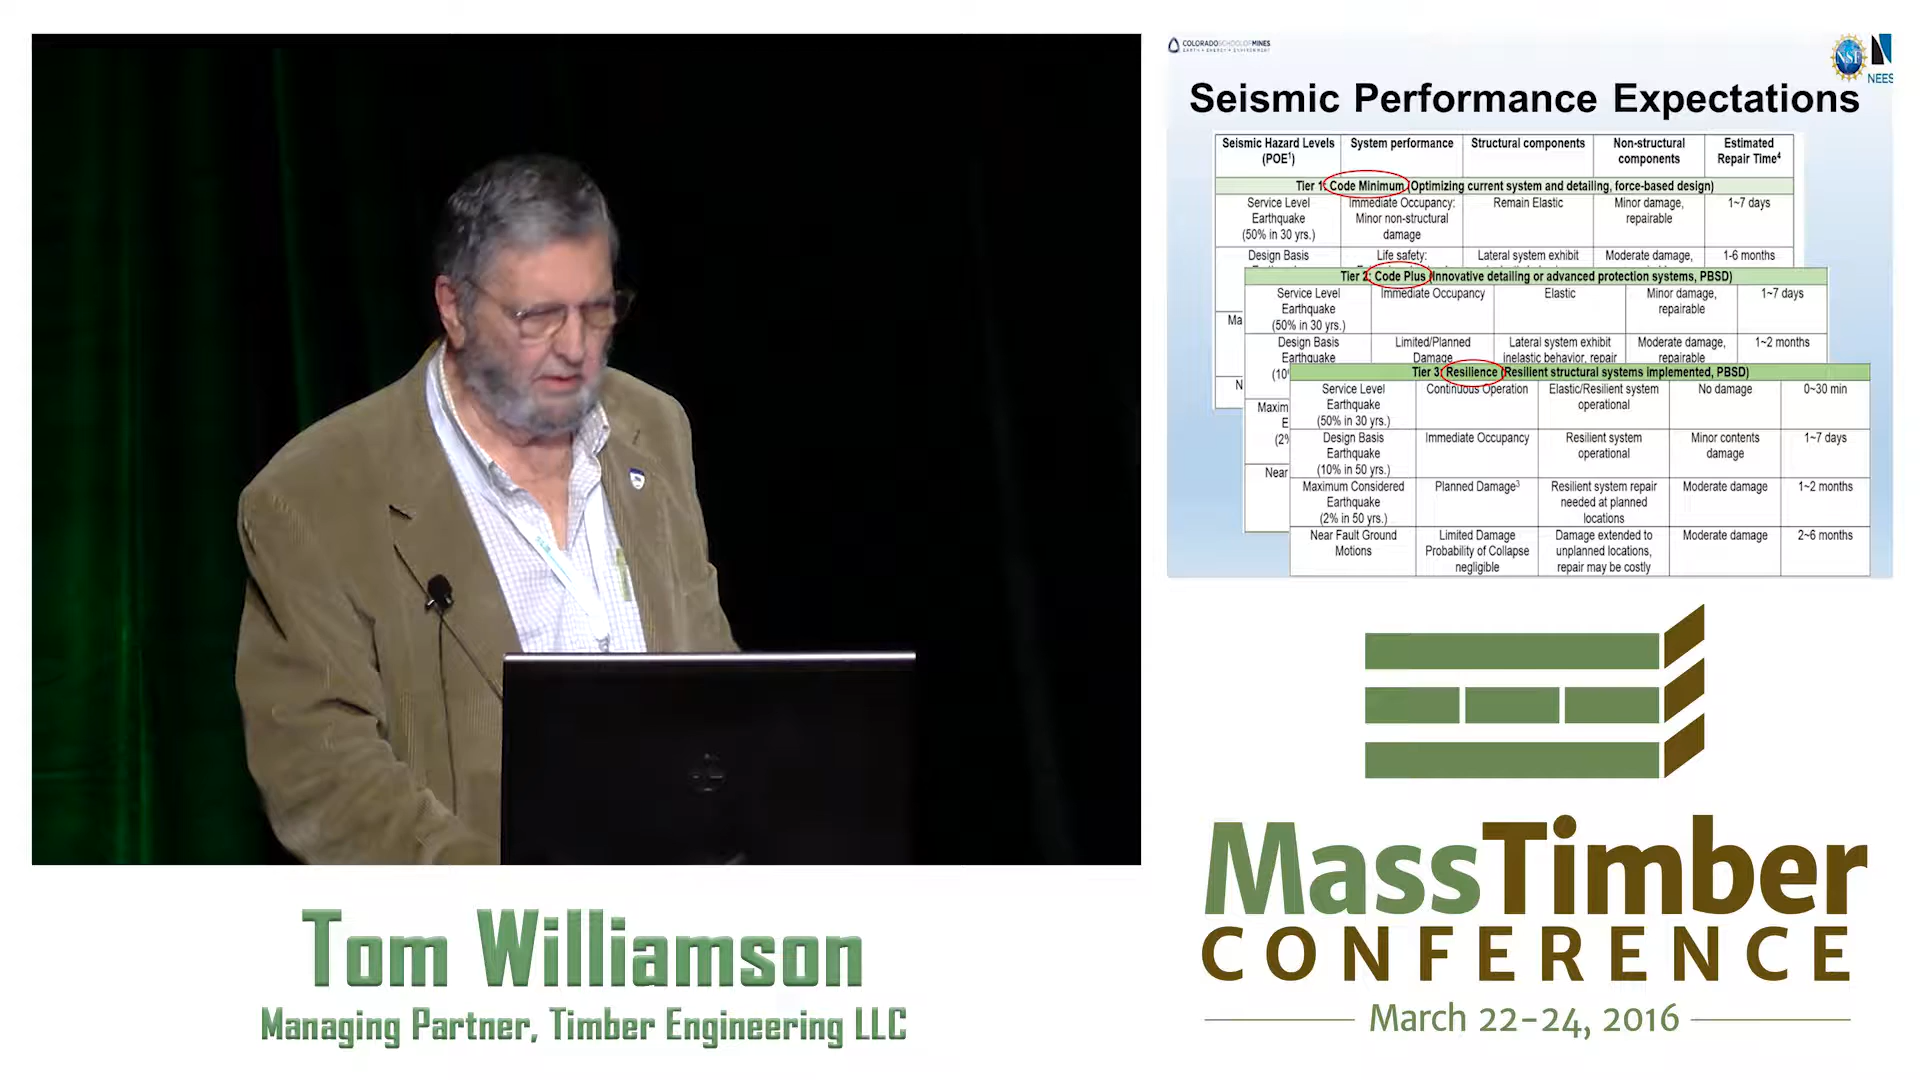 COLORADOSCHOOLOFMINES
EARTH • ENERGY • ENVIRONMENT
NSF
NEES
Seismic Performance Expectations
Seismic Hazard Levels (POE1) System performance Structural components Non-structural components Estimated Repair Time4
Tier 1: Code Minimum (Optimizing current system and detailing, force-based design)
Service Level Earthquake (50% in 30 yrs.) Immediate Occupancy: Minor non-structural damage Remain Elastic Minor damage, repairable 1~7 days
Design Basis Life safety: Lateral system exhibit Moderate damage, 1-6 months
Ma
N
Tier 2: Code Plus (Innovative detailing or advanced protection systems, PBSD)
Service Level Earthquake (50% in 30 yrs.) Immediate Occupancy Elastic Minor damage, repairable 1~7 days
Design Basis Earthquake (10 Limited/Planned Damage Lateral system exhibit inelastic behavior, repair Moderate damage, repairable 1~2 months
Maxim E (2%
Near
Tier 3: Resilience (Resilient structural systems implemented, PBSD)
Service Level Earthquake (50% in 30 yrs.) Continuous Operation Elastic/Resilient system operational No damage 0~30 min
Design Basis Earthquake (10% in 50 yrs.) Immediate Occupancy Resilient system operational Minor contents damage 1~7 days
Maximum Considered Earthquake (2% in 50 yrs.) Planned Damage3 Resilient system repair needed at planned locations Moderate damage 1~2 months
Near Fault Ground Motions Limited Damage Probability of Collapse negligible Damage extended to unplanned locations, repair may be costly Moderate damage 2~6 months
MassTimber
CONFERENCE
March 22-24, 2016
Tom Williamson
Managing Partner, Timber Engineering LLC